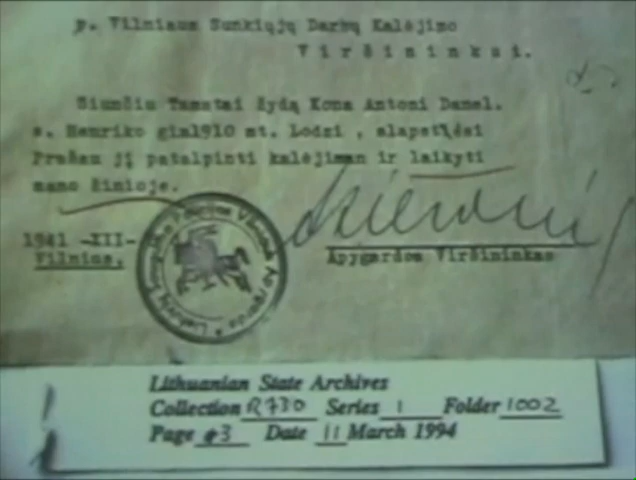 p. Vilniaus Sunkiųjų Darbų Kalėjimo
Viršininkui.
Siunčiu Tamstai žydą Kona Antoni Danel.
s. Henriko gim1910 mt. Lodzi , slapst
Prašau jį patalpinti kalėjiman ir laikyti
mano žinioje.
1941 -XII-
Vilnius.
Apygardos Viršininkas
Lithuanian State Archives
Collection R730 Series 1 Folder 1002
Page #3 Date 11 March 1994